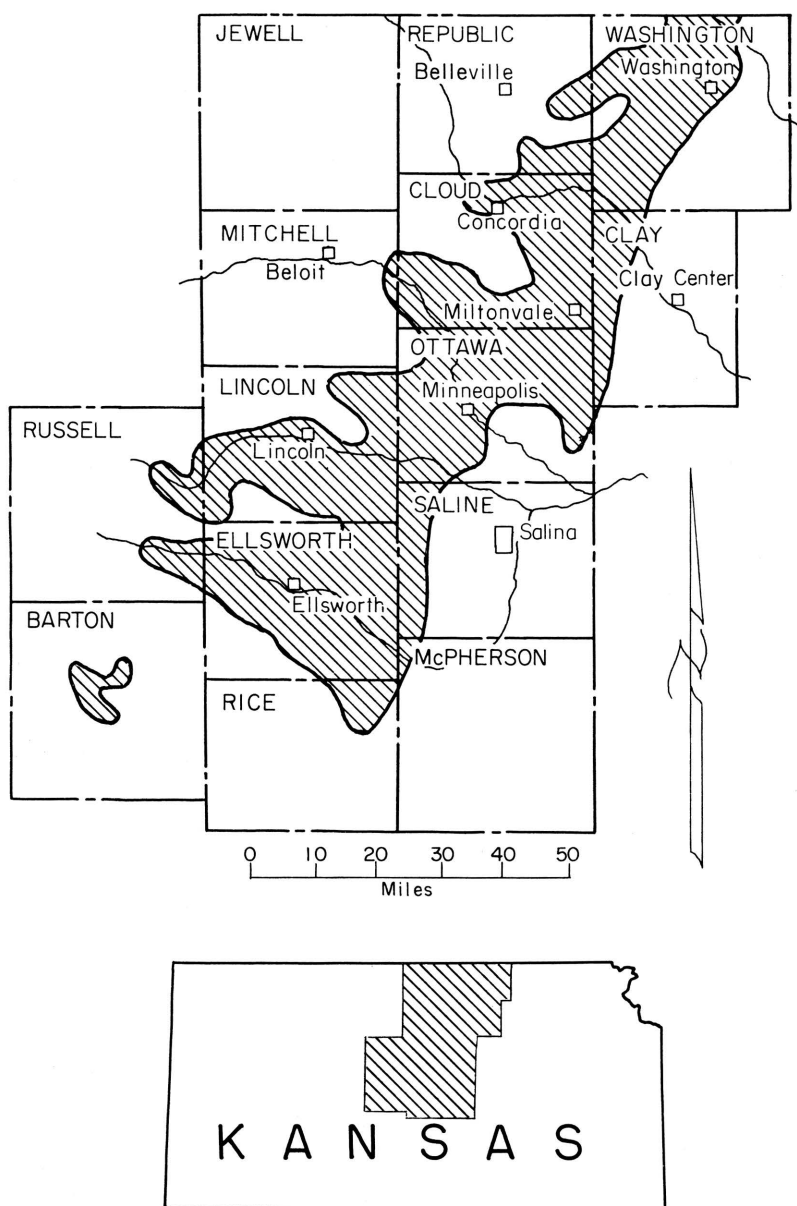 JEWELL
REPUBLIC
WASHINGTON
Belleville
Washington
CLOUD
Concordia
MITCHELL
Beloit
CLAY
Clay Center
Miltonvale
OTTAWA
LINCOLN
Minneapolis
RUSSELL
Lincoln
SALINE
Salina
ELLSWORTH
Ellsworth
BARTON
McPHERSON
RICE
0 10 20 30 40 50
Miles
KANSAS